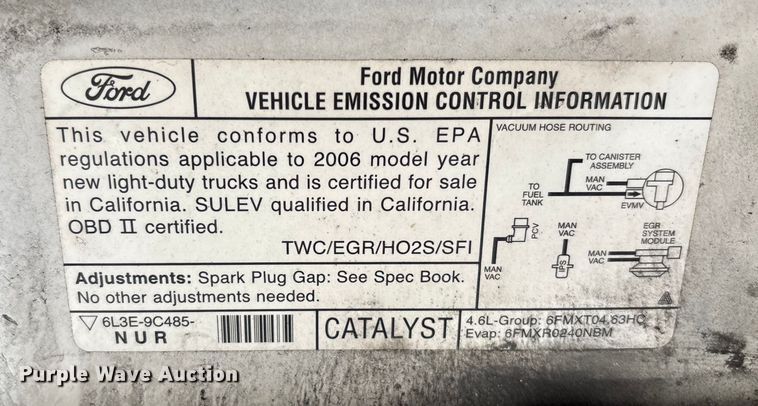 Ford
Ford Motor Company
VEHICLE EMISSION CONTROL INFORMATION
This vehicle conforms to U.S. EPA
regulations applicable to 2006 model year
new light-duty trucks and is certified for sale
in California. SULEV qualified in California.
OBD II certified.
TWC/EGR/HO2S/SFI
VACUUM HOSE ROUTING
TO CANISTER
ASSEMBLY
MAN
VAC
TO
FUEL
TANK
EVMV
PCV
MAN
VAC
IPS
EGR
SYSTEM
MODULE
MAN
VAC
Adjustments: Spark Plug Gap: See Spec Book.
No other adjustments needed.
6L3E-9C485-
NUR
CATALYST
4.6L-Group: 6FMXT04.63HC
Evap: 6FMXR0240NBM
Purple Wave Auction